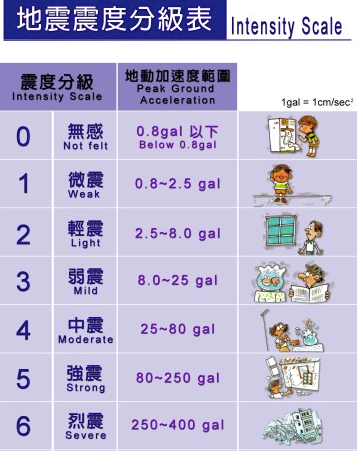 地震震度分級表 Intensity Scale
震度分級 地動加速度範圍
Intensity Scale Peak Ground
Acceleration
1gal = 1cm/sec²
0 無感 0.8gal 以下
Not felt Below 0.8gal
1 微震 0.8~2.5 gal
Weak
2 輕震 2.5~8.0 gal
Light
3 弱震 8.0~25 gal
Mild
4 中震 25~80 gal
Moderate
5 強震 80~250 gal
Strong
6 烈震 250~400 gal
Severe